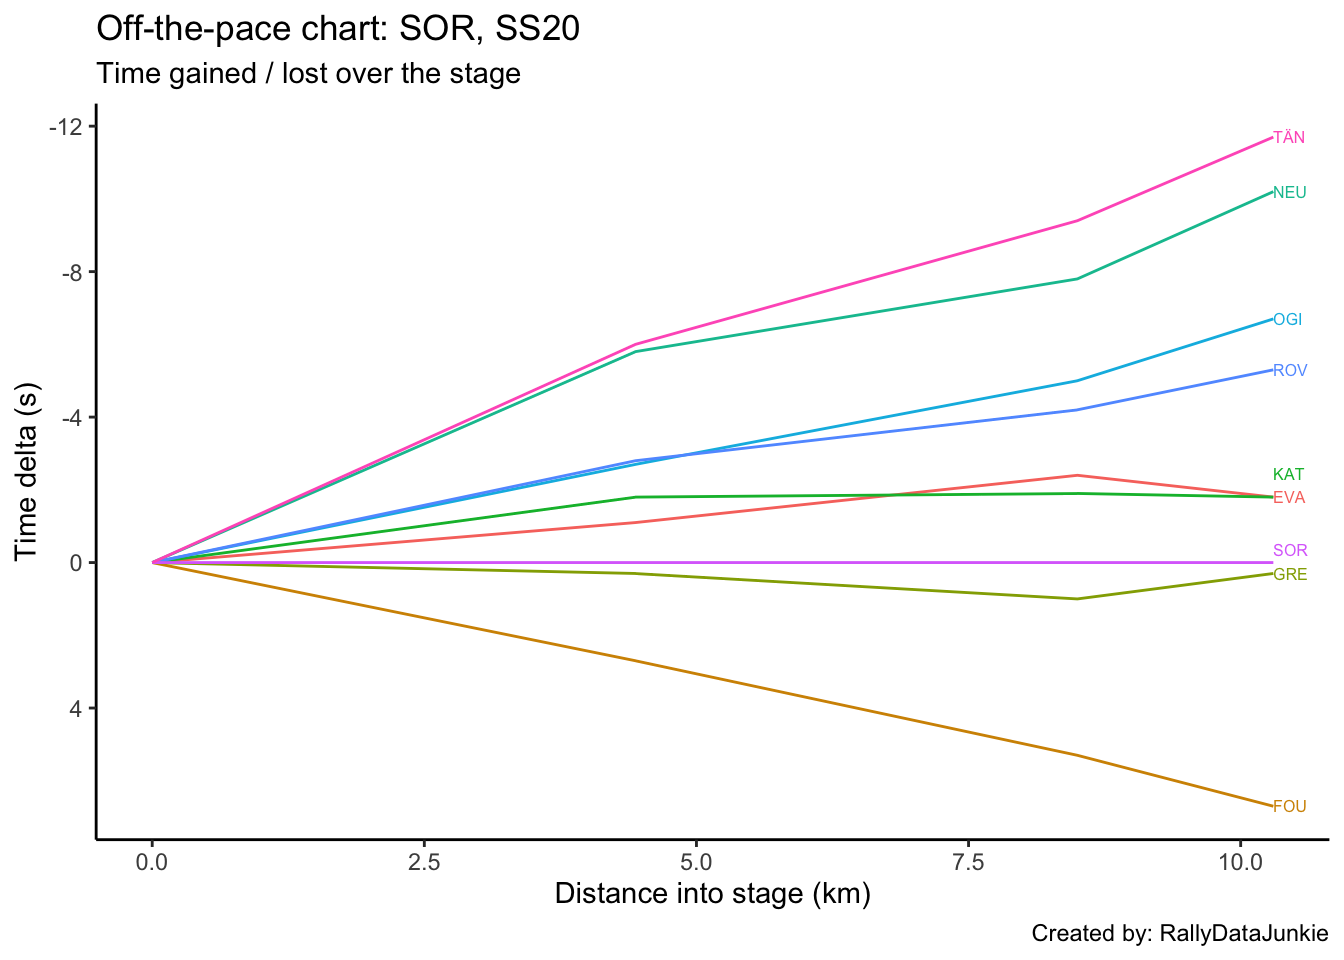 Off-the-pace chart: SOR, SS20
Time gained / lost over the stage
-12
-8
-4
0
4
Time delta (s)
TÄN
NEU
OGI
ROV
KAT
EVA
SOR
GRE
FOU
0.0 2.5 5.0 7.5 10.0
Distance into stage (km)
Created by: RallyDataJunkie